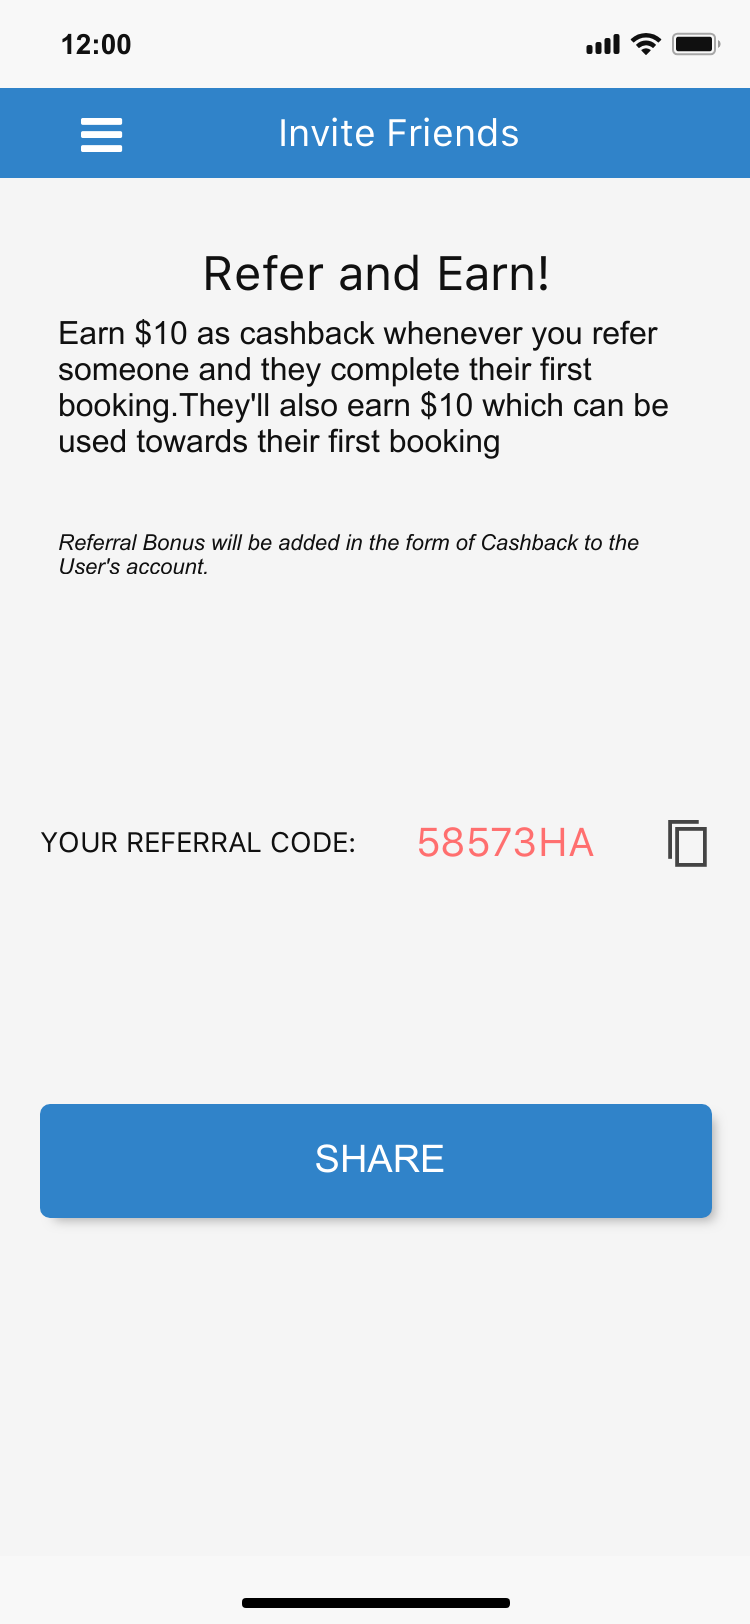 12:00
Invite Friends
Refer and Earn!
Earn $10 as cashback whenever you refer
someone and they complete their first
booking.They'll also earn $10 which can be
used towards their first booking
Referral Bonus will be added in the form of Cashback to the
User's account.
YOUR REFERRAL CODE: 58573HA
SHARE